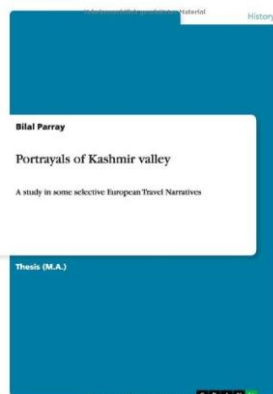 History
Bilal Parray
Portrayals of Kashmir valley
A study in some selective European Travel Narratives
Thesis (M.A.)